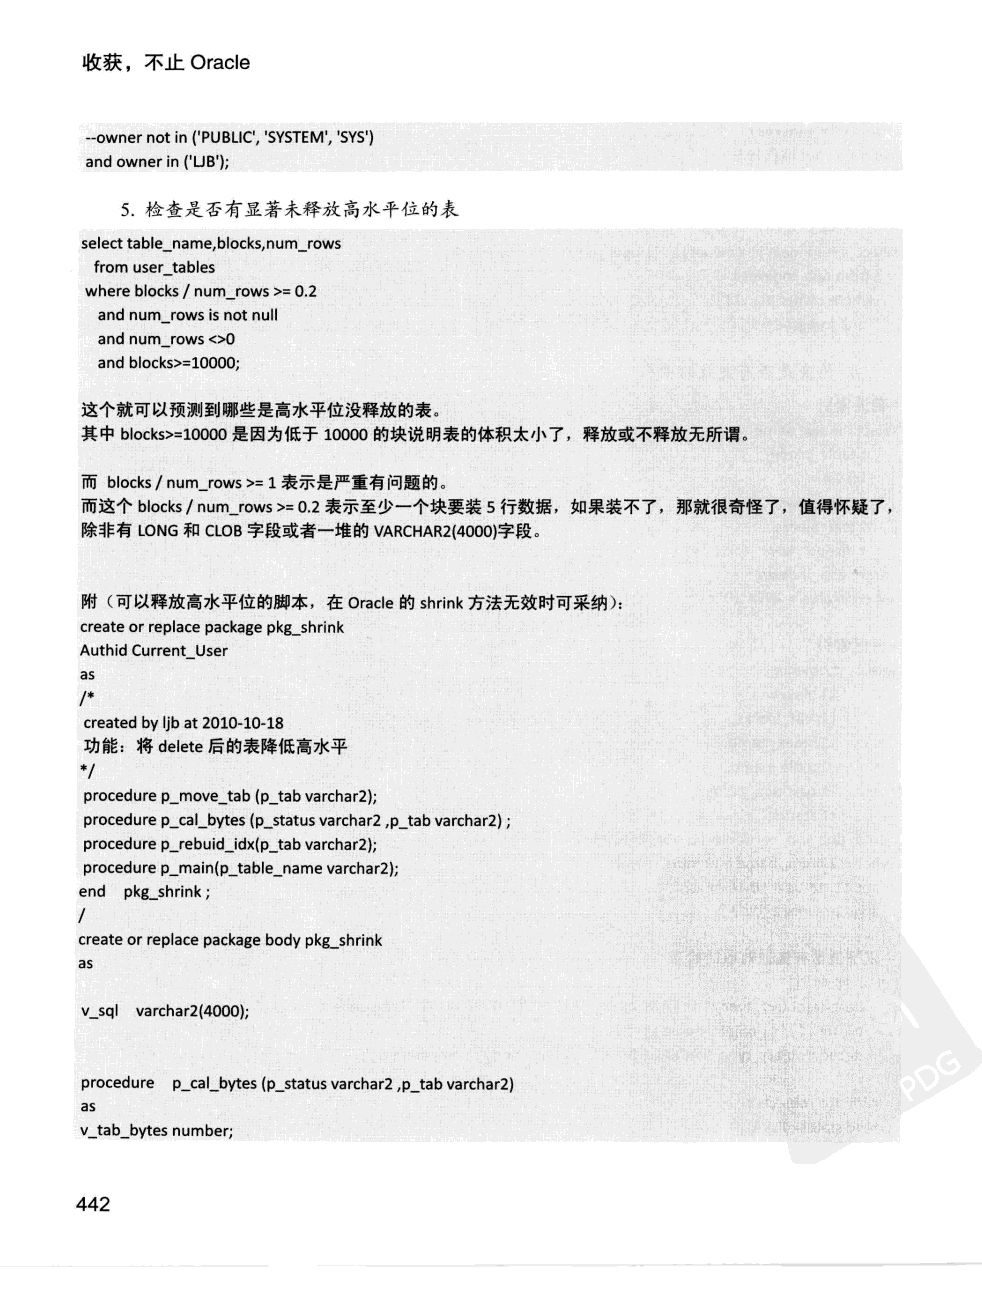 收获，不止 Oracle
--owner not in ('PUBLIC', 'SYSTEM', 'SYS')
and owner in ('LJB');
5. 检查是否有显著未释放高水平位的表
select table_name,blocks,num_rows
from user_tables
where blocks / num_rows >= 0.2
and num_rows is not null
and num_rows <>0
and blocks>=10000;
这个就可以预测到哪些是高水平位没释放的表。
其中 blocks>=10000 是因为低于 10000 的块说明表的体积太小了，释放或不释放无所谓。
而 blocks / num_rows >= 1 表示是严重有问题的。
而这个 blocks / num_rows >= 0.2 表示至少一个块要装 5 行数据，如果装不了，那就很奇怪了，值得怀疑了，
除非有 LONG 和 CLOB 字段或者一堆的 VARCHAR2(4000)字段。
附（可以释放高水平位的脚本，在 Oracle 的 shrink 方法无效时可采纳）：
create or replace package pkg_shrink
Authid Current_User
as
/*
created by ljb at 2010-10-18
功能：将 delete 后的表降低高水平
*/
procedure p_move_tab (p_tab varchar2);
procedure p_cal_bytes (p_status varchar2 ,p_tab varchar2) ;
procedure p_rebuid_idx(p_tab varchar2);
procedure p_main(p_table_name varchar2);
end pkg_shrink ;
/
create or replace package body pkg_shrink
as
v_sql varchar2(4000);
procedure p_cal_bytes (p_status varchar2 ,p_tab varchar2)
as
v_tab_bytes number;
PDG
442